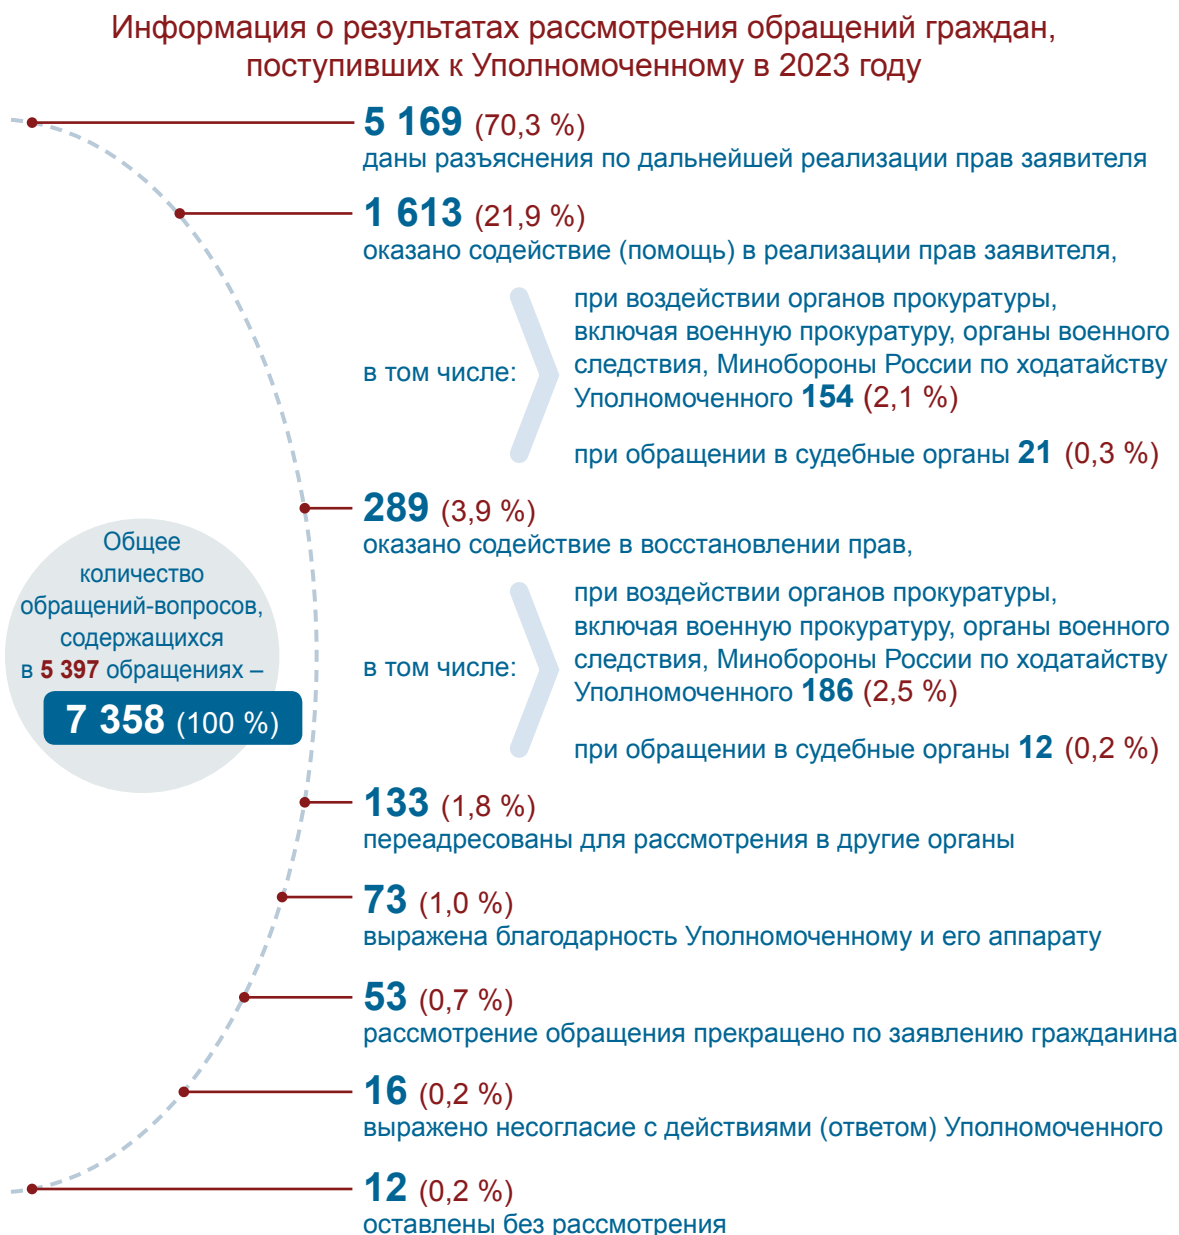 Информация о результатах рассмотрения обращений граждан,
поступивших к Уполномоченному в 2023 году
5 169 (70,3 %)
даны разъяснения по дальнейшей реализации прав заявителя
1 613 (21,9 %)
оказано содействие (помощь) в реализации прав заявителя,
в том числе:
при воздействии органов прокуратуры,
включая военную прокуратуру, органы военного
следствия, Минобороны России по ходатайству
Уполномоченного 154 (2,1 %)
при обращении в судебные органы 21 (0,3 %)
289 (3,9 %)
оказано содействие в восстановлении прав,
в том числе:
при воздействии органов прокуратуры,
включая военную прокуратуру, органы военного
следствия, Минобороны России по ходатайству
Уполномоченного 186 (2,5 %)
при обращении в судебные органы 12 (0,2 %)
Общее
количество
обращений-вопросов,
содержащихся
в 5 397 обращениях –
7 358 (100 %)
133 (1,8 %)
переадресованы для рассмотрения в другие органы
73 (1,0 %)
выражена благодарность Уполномоченному и его аппарату
53 (0,7 %)
рассмотрение обращения прекращено по заявлению гражданина
16 (0,2 %)
выражено несогласие с действиями (ответом) Уполномоченного
12 (0,2 %)
оставлены без рассмотрения